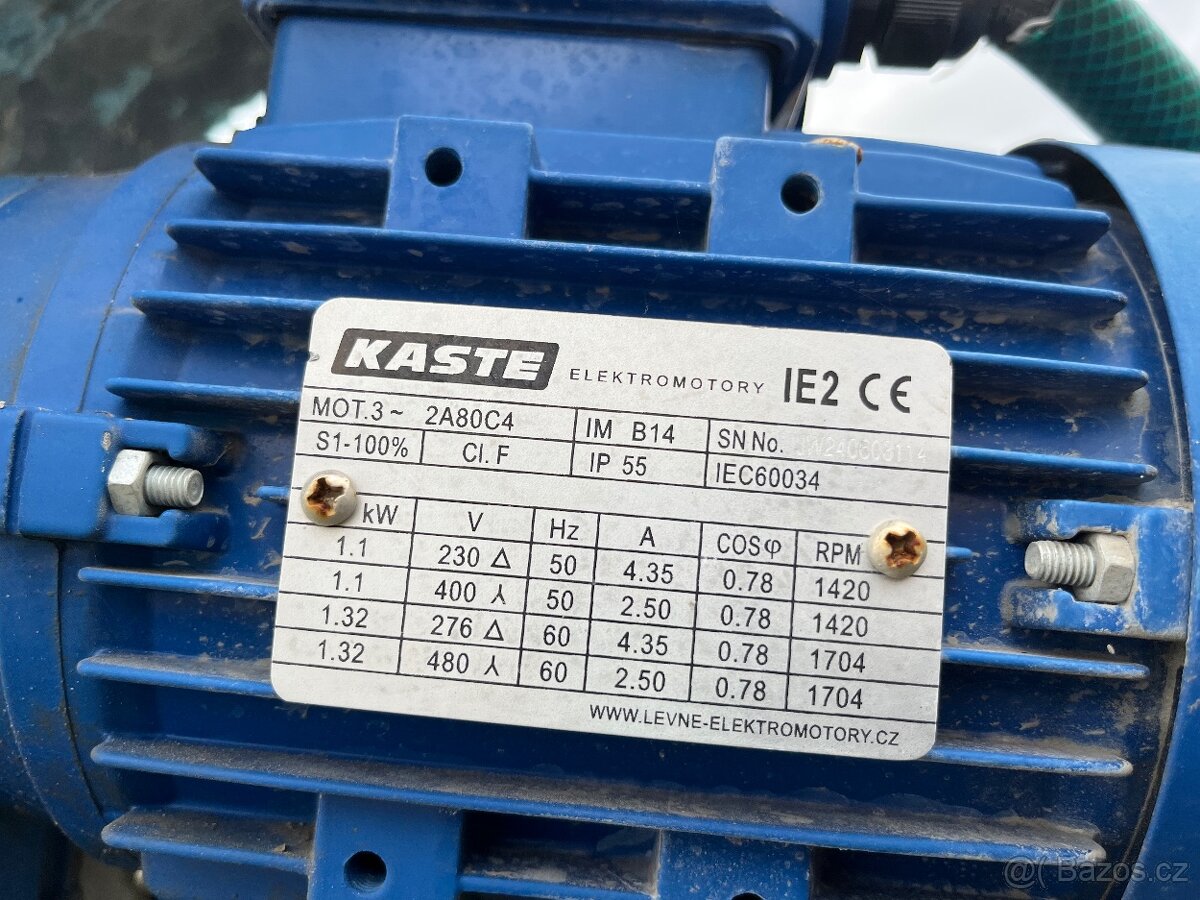 KASTE ELEKTROMOTORY IE2 CE
MOT.3~ 2A80C4 IM B14 SN No.
S1-100% Cl. F IP 55 IEC60034
kW V Hz A COSφ RPM
1.1 230 Δ 50 4.35 0.78 1420
1.1 400 ⅄ 50 2.50 0.78 1420
1.32 276 Δ 60 4.35 0.78 1704
1.32 480 ⅄ 60 2.50 0.78 1704
WWW.LEVNE-ELEKTROMOTORY.CZ
Bazos.cz